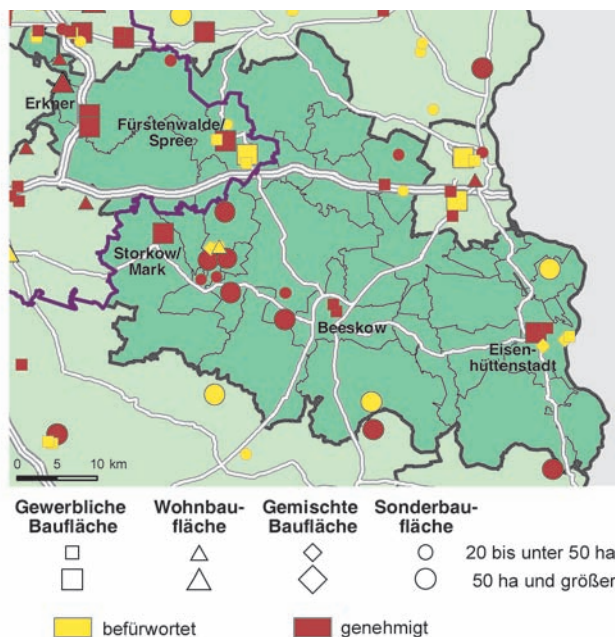 Erkner
Fürstenwalde/
Spree
Storkow/
Mark
Beeskow
Eisen-
hüttenstadt
0 5 10 km
Gewerbliche Baufläche
Wohnbau-
fläche
Gemischte Baufläche
Sonderbau-
fläche
20 bis unter 50 ha
50 ha und größer
befürwortet
genehmigt